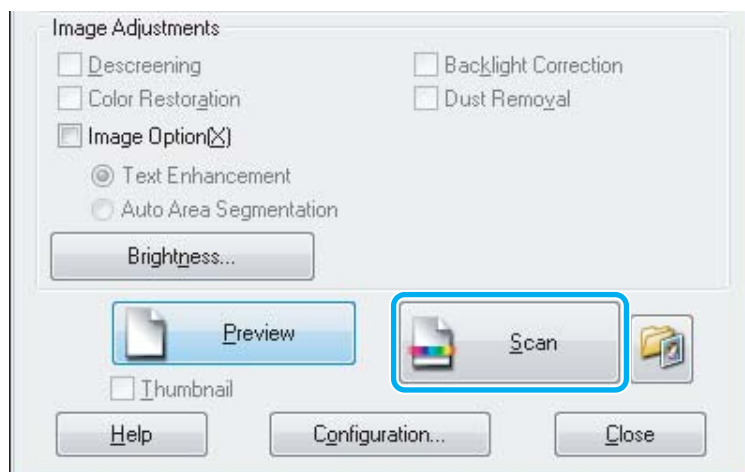 Image Adjustments
Descreening
Backlight Correction
Color Restoration
Dust Removal
Image Option(X)
Text Enhancement
Auto Area Segmentation
Brightness...
Preview
Scan
Thumbnail
Help
Configuration...
Close